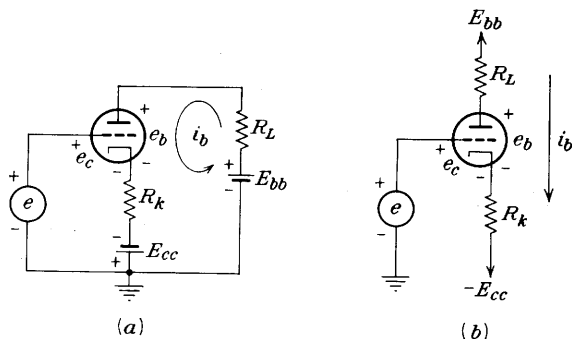 +
e_b
+
e_c
-
-
i_b
R_L
+
-
E_bb
+
e
-
R_k
-
+
E_cc
(a)
E_bb
R_L
+
e_b
+
e_c
-
-
i_b
+
e
-
R_k
-E_cc
(b)